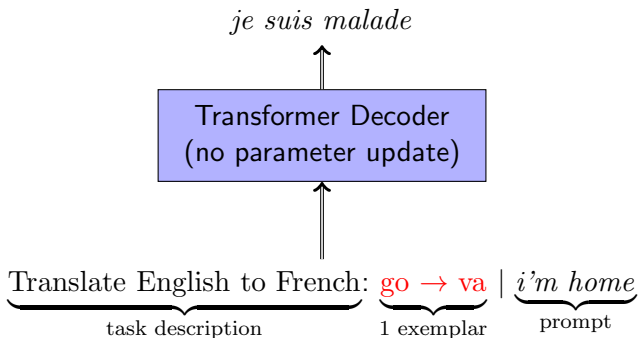 je suis malade
Transformer Decoder
(no parameter update)
Translate English to French: go → va | i'm home
task description 1 exemplar prompt